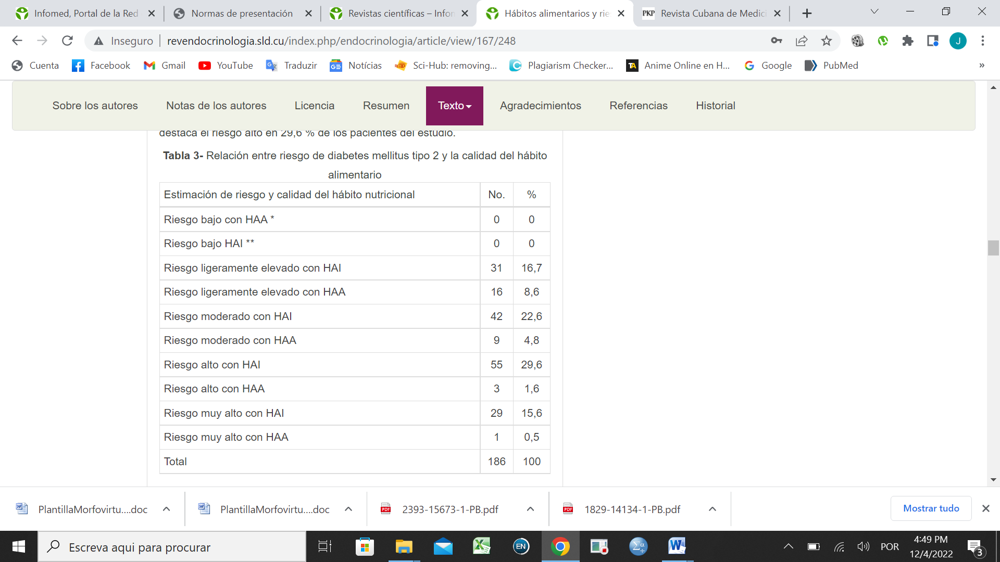 Infomed, Portal de la Red
Normas de presentación
Revistas científicas – Infon
Hábitos alimentarios y rie
PKP Revista Cubana de Medici
Inseguro revendocrinologia.sld.cu/index.php/endocrinologia/article/view/167/248
J
Cuenta Facebook Gmail YouTube Traduzir Notícias Sci-Hub: removing... Plagiarism Checker... TA Anime Online en H... Google PubMed »
Sobre los autores Notas de los autores Licencia Resumen Texto Agradecimientos Referencias Historial
destaca el riesgo alto en 29,6 % de los pacientes del estudio.
Tabla 3- Relación entre riesgo de diabetes mellitus tipo 2 y la calidad del hábito
alimentario
Estimación de riesgo y calidad del hábito nutricional No. %
Riesgo bajo con HAA * 0 0
Riesgo bajo HAI ** 0 0
Riesgo ligeramente elevado con HAI 31 16,7
Riesgo ligeramente elevado con HAA 16 8,6
Riesgo moderado con HAI 42 22,6
Riesgo moderado con HAA 9 4,8
Riesgo alto con HAI 55 29,6
Riesgo alto con HAA 3 1,6
Riesgo muy alto con HAI 29 15,6
Riesgo muy alto con HAA 1 0,5
Total 186 100
PlantillaMorfovirtu....doc PlantillaMorfovirtu....doc 2393-15673-1-PB.pdf 1829-14134-1-PB.pdf Mostrar tudo
Escreva aqui para procurar
EN
POR
4:49 PM
12/4/2022
3